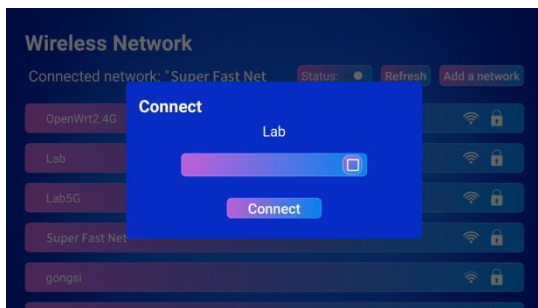 Wireless Network
Connected network: "Super Fast Net
Status:
Refresh
Add a network
Connect
Lab
Connect
OpenWrt2.4G
Lab
Lab5G
Super Fast Net
gongsi